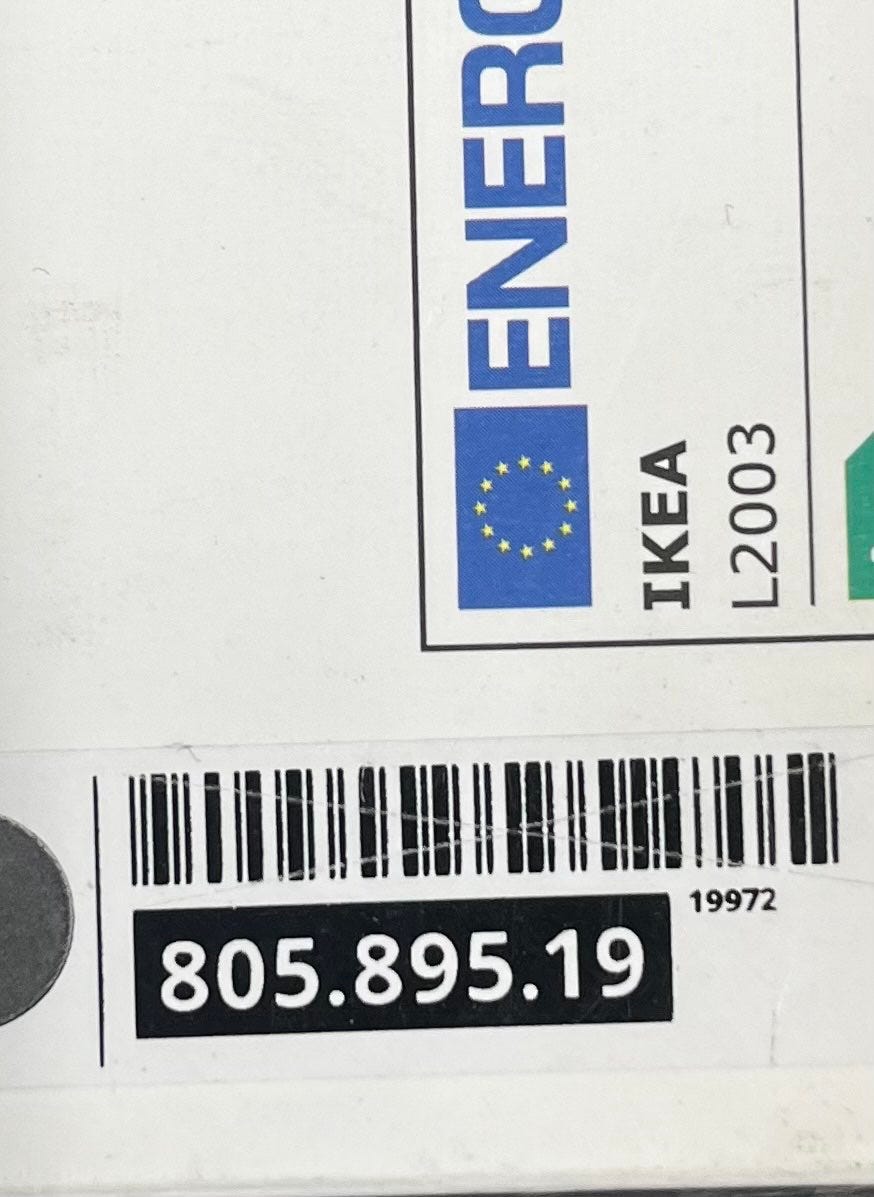 ENERG
IKEA
L2003
19972
805.895.19